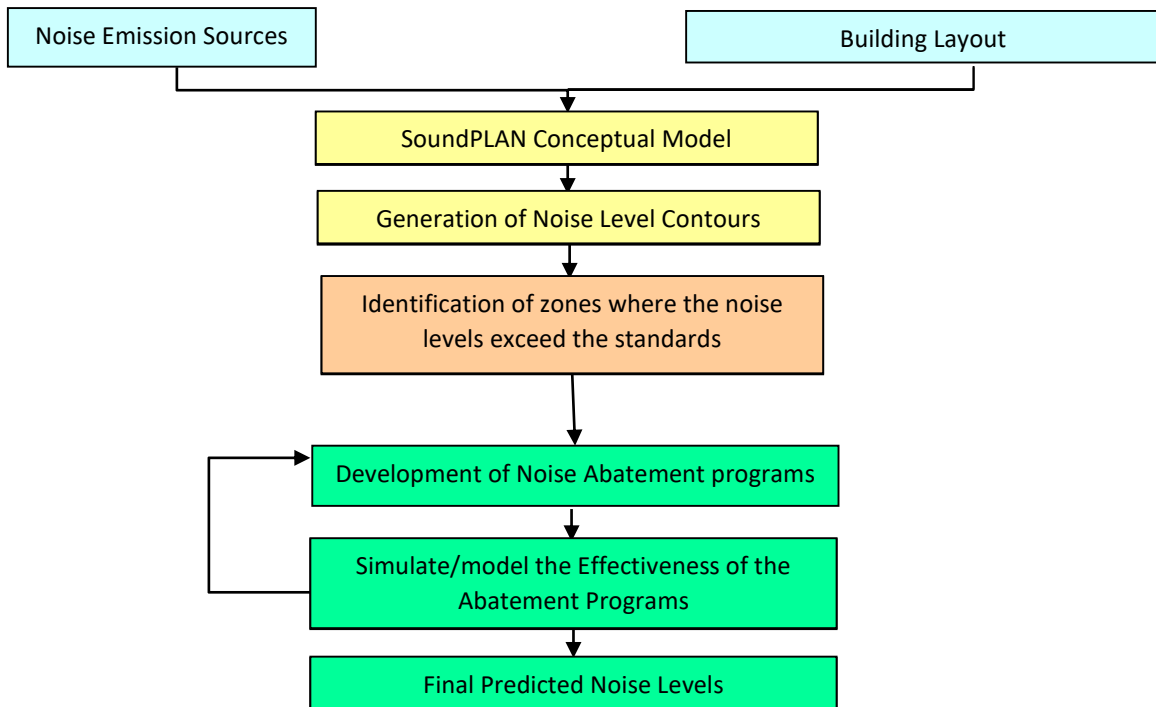 Noise Emission Sources
Building Layout
SoundPLAN Conceptual Model
Generation of Noise Level Contours
Identification of zones where the noise
levels exceed the standards
Development of Noise Abatement programs
Simulate/model the Effectiveness of the
Abatement Programs
Final Predicted Noise Levels